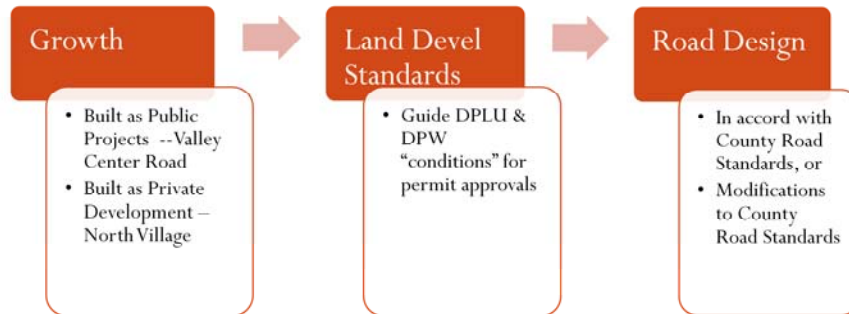 Growth
• Built as Public
Projects --Valley
Center Road
• Built as Private
Development –
North Village
Land Devel
Standards
• Guide DPLU &
DPW
“conditions” for
permit approvals
Road Design
• In accord with
County Road
Standards, or
• Modifications
to County
Road Standards